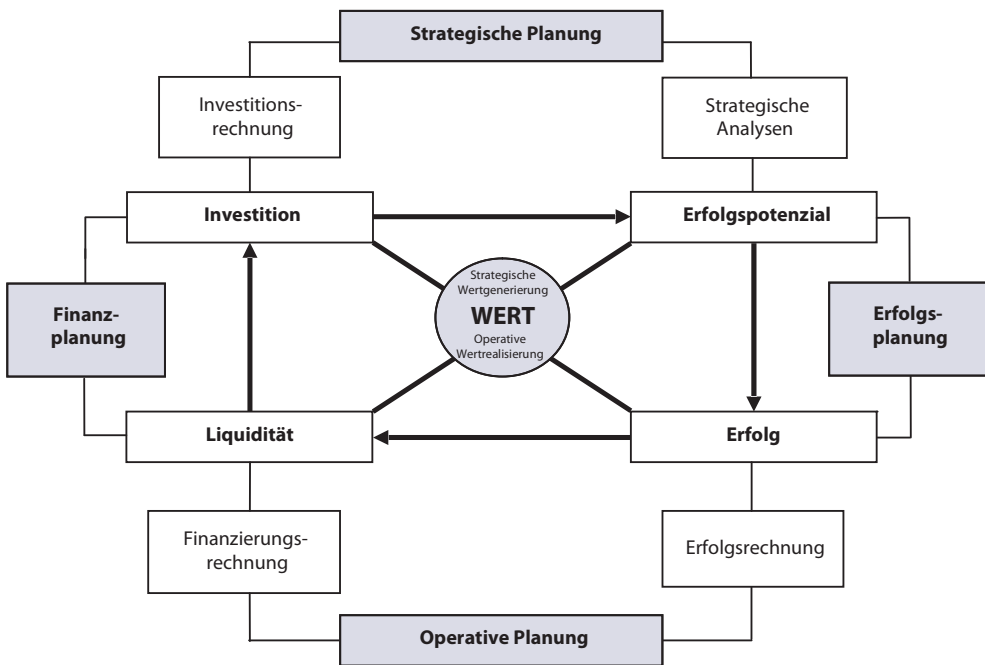 Strategische Planung
Investitions-
rechnung
Strategische
Analysen
Investition
Erfolgspotenzial
Strategische
Wertgenerierung
WERT
Operative
Wertrealisierung
Finanz-
planung
Erfolgs-
planung
Liquidität
Erfolg
Finanzierungs-
rechnung
Erfolgsrechnung
Operative Planung